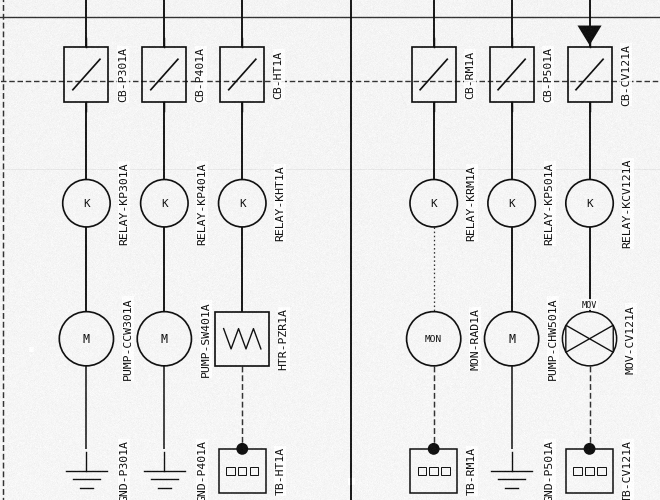 CB-P301A
CB-P401A
CB-HT1A
CB-RM1A
CB-P501A
CB-CV121A
K
RELAY-KP301A
K
RELAY-KP401A
K
RELAY-KHT1A
K
RELAY-KRM1A
K
RELAY-KP501A
K
RELAY-KCV121A
MOV
M
PUMP-CCW301A
M
PUMP-SW401A
HTR-PZR1A
MON
MON-RAD1A
M
PUMP-CHW501A
MOV-CV121A
GND-P301A
GND-P401A
TB-HT1A
TB-RM1A
GND-P501A
TB-CV121A